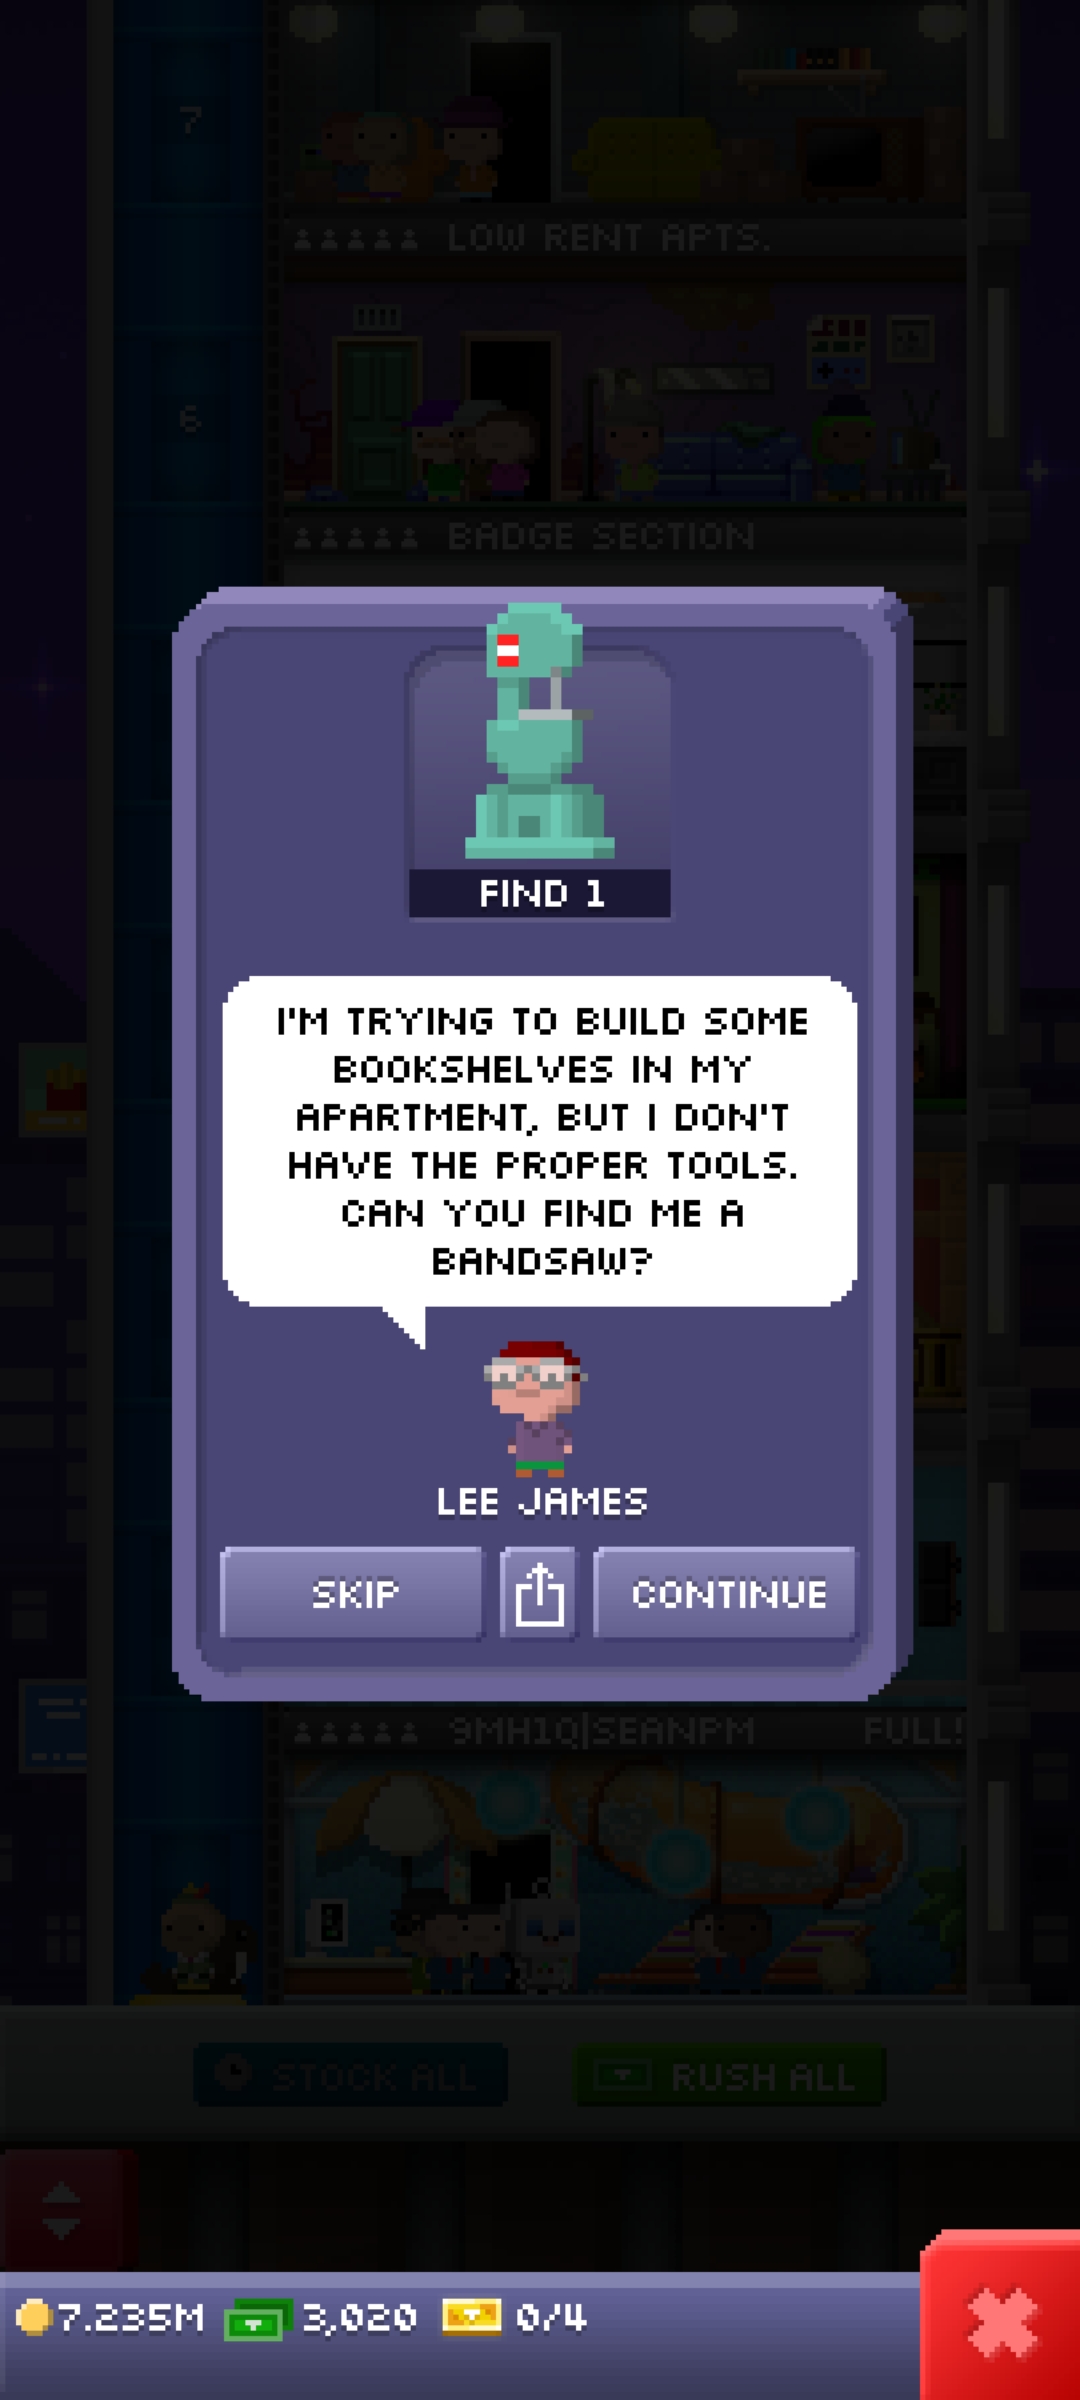 7
LOW RENT APTS.
6
BADGE SECTION
FIND 1
I'M TRYING TO BUILD SOME
BOOKSHELVES IN MY
APARTMENT, BUT I DON'T
HAVE THE PROPER TOOLS.
CAN YOU FIND ME A
BANDSAW?
LEE JAMES
SKIP
CONTINUE
9MH1Q|SEANPM FULL!
STOCK ALL
RUSH ALL
7.235M 3,020 0/4